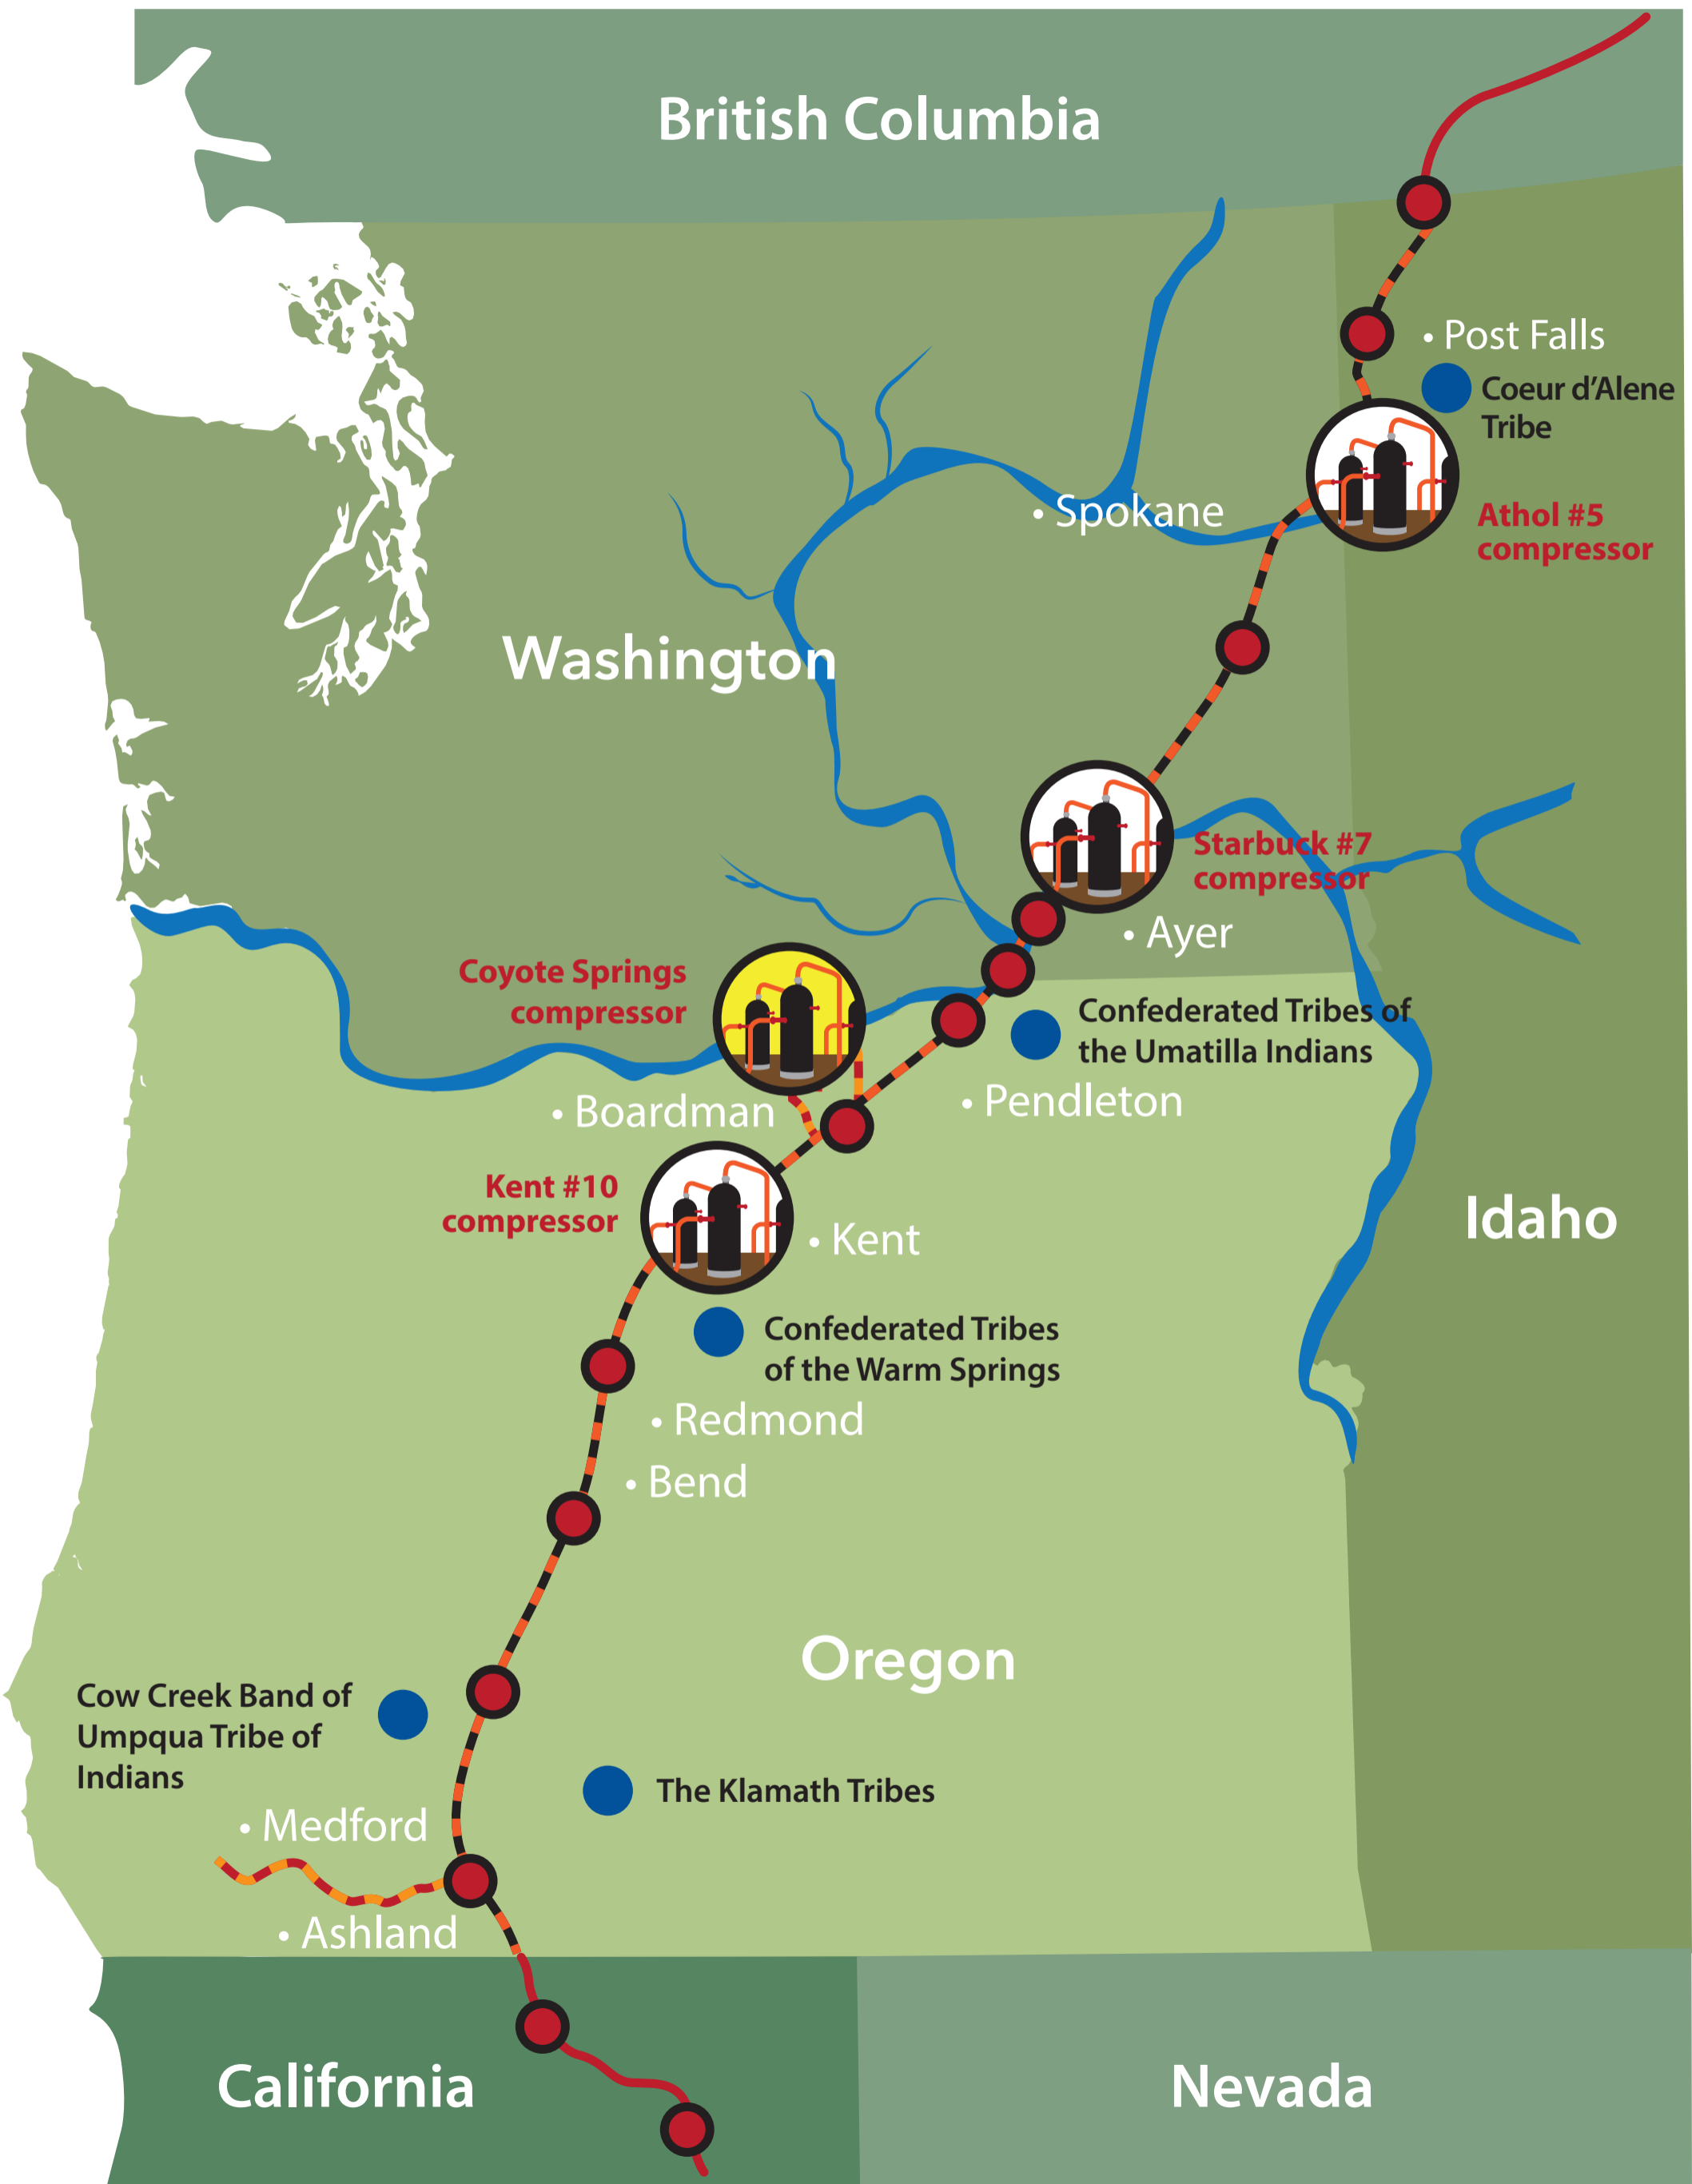 British Columbia
• Post Falls
Coeur d’Alene
Tribe
• Spokane
Athol #5
compressor
Washington
Starbuck #7
compressor
• Ayer
Coyote Springs
compressor
Confederated Tribes of
the Umatilla Indians
• Boardman
• Pendleton
Kent #10
compressor
• Kent
Idaho
Confederated Tribes
of the Warm Springs
• Redmond
• Bend
Oregon
Cow Creek Band of
Umpqua Tribe of
Indians
The Klamath Tribes
• Medford
• Ashland
California
Nevada